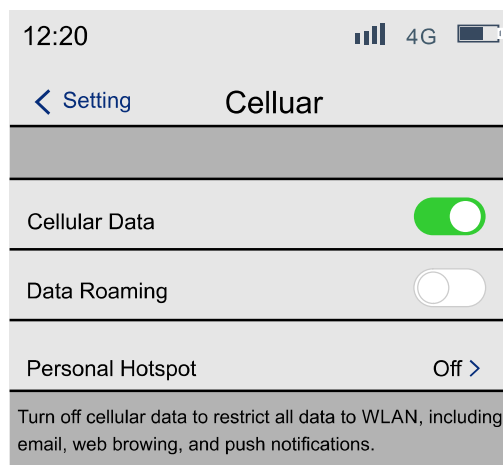 12:20 4G
Setting Celluar
Cellular Data
Data Roaming
Personal Hotspot Off
Turn off cellular data to restrict all data to WLAN, including
email, web browing, and push notifications.